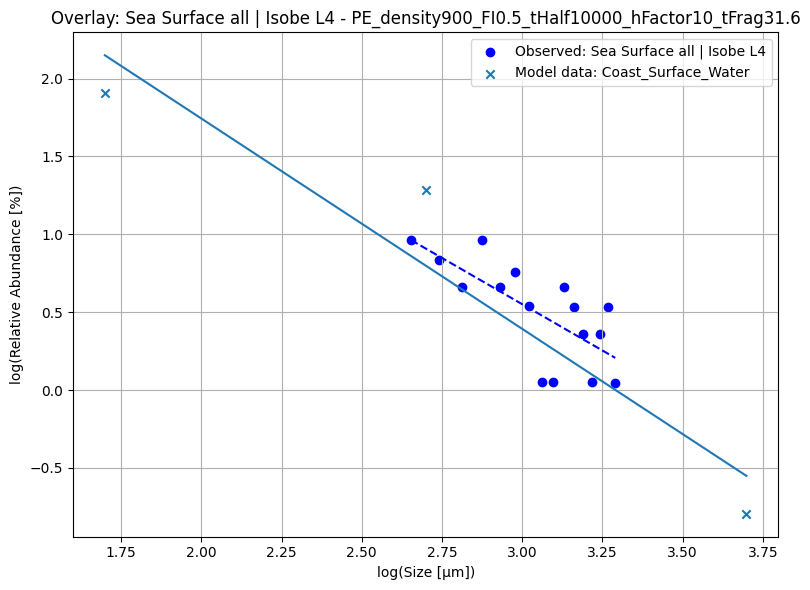 Overlay: Sea Surface all | Isobe L4 - PE_density900_FI0.5_tHalf10000_hFactor10_tFrag31.6
Observed: Sea Surface all | Isobe L4
Model data: Coast_Surface_Water
log(Relative Abundance [%])
2.0
1.5
1.0
0.5
0.0
−0.5
1.75 2.00 2.25 2.50 2.75 3.00 3.25 3.50 3.75
log(Size [μm])